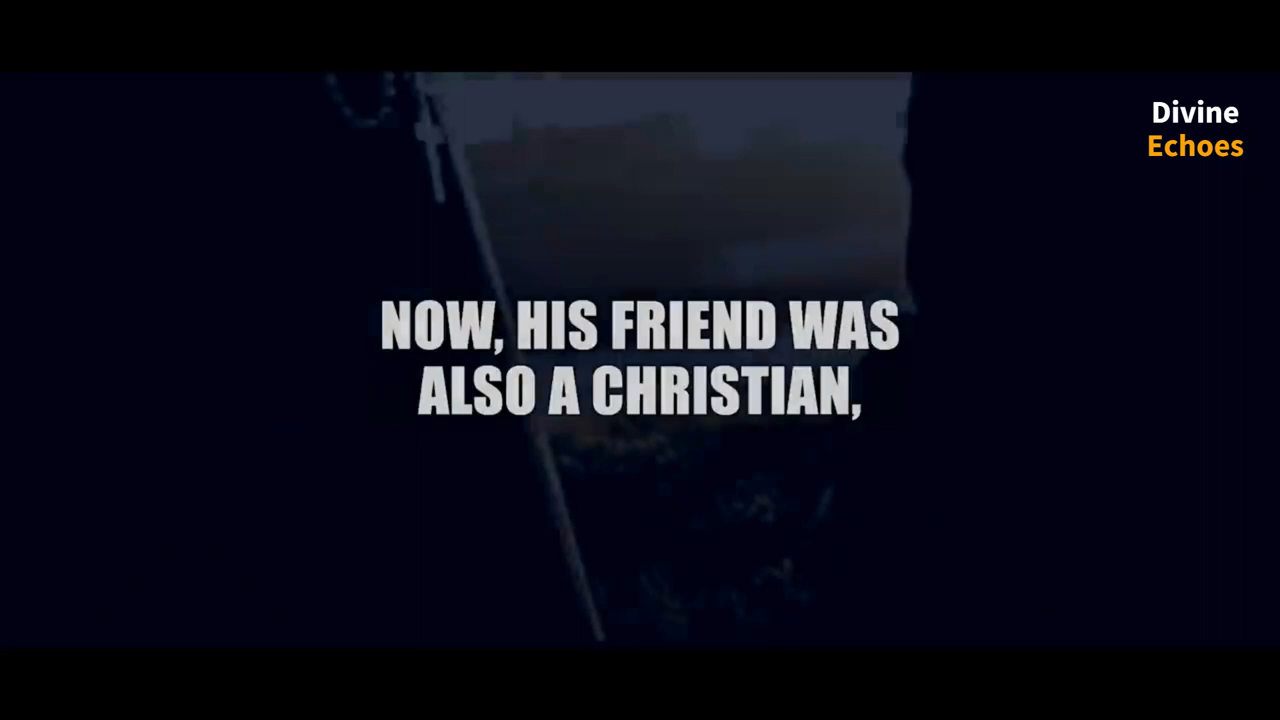 Divine
Echoes
NOW, HIS FRIEND WAS
ALSO A CHRISTIAN,